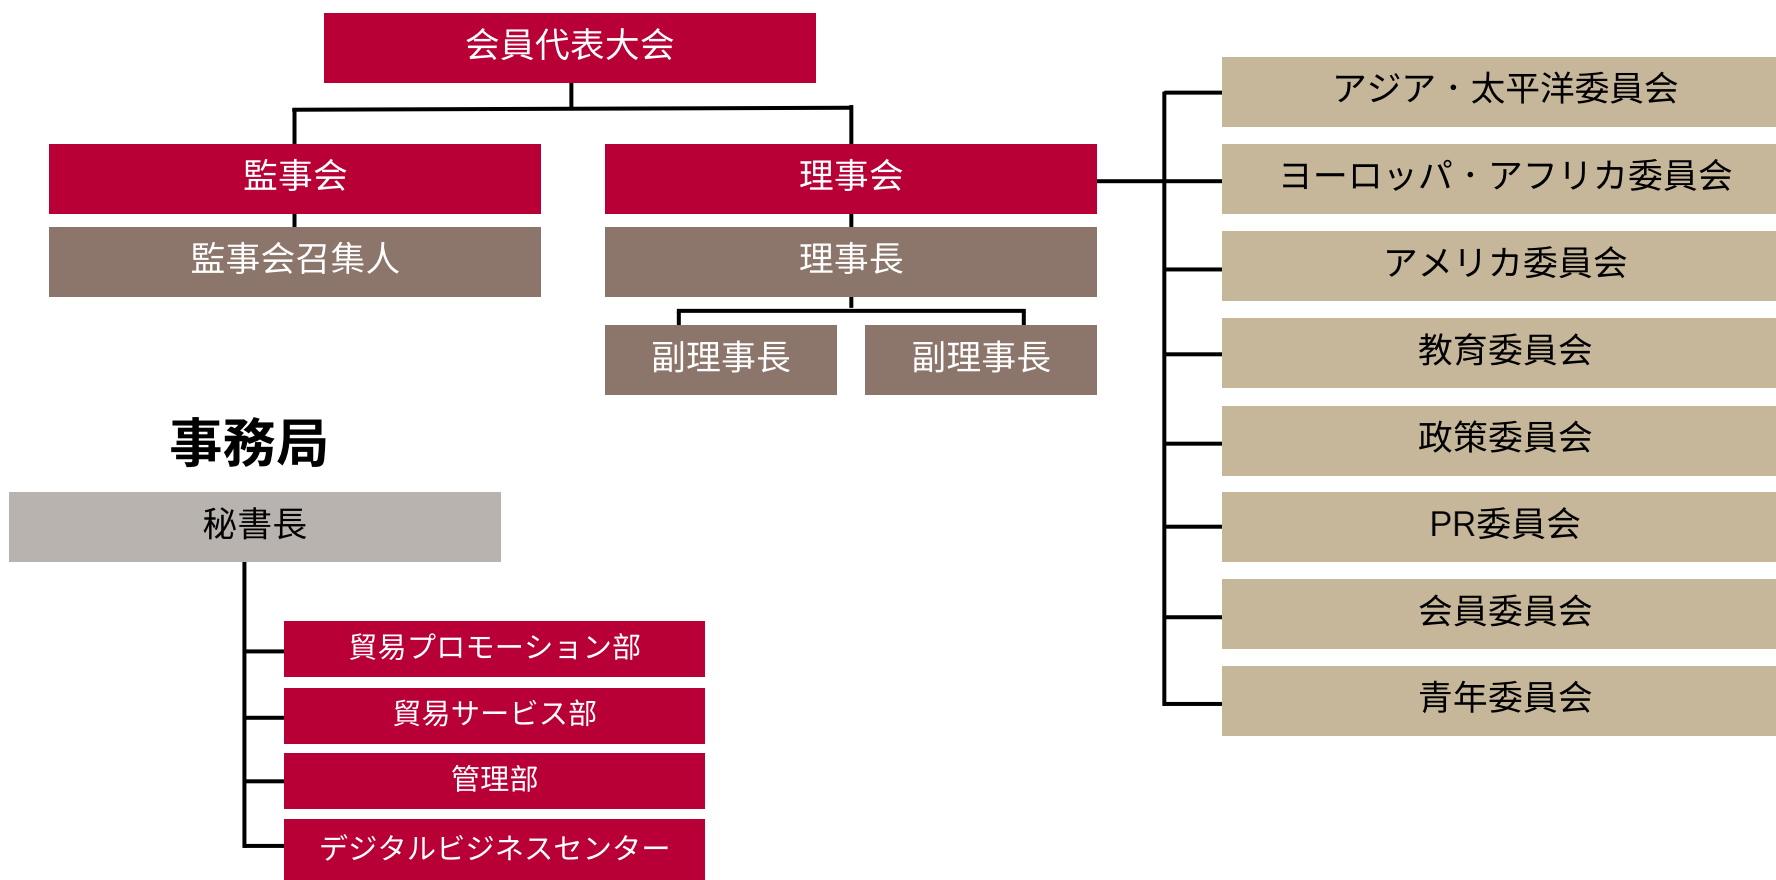 会員代表大会
監事会
理事会
監事会召集人
理事長
副理事長
副理事長
アジア・太平洋委員会
ヨーロッパ・アフリカ委員会
アメリカ委員会
教育委員会
政策委員会
PR委員会
会員委員会
青年委員会
事務局
秘書長
貿易プロモーション部
貿易サービス部
管理部
デジタルビジネスセンター